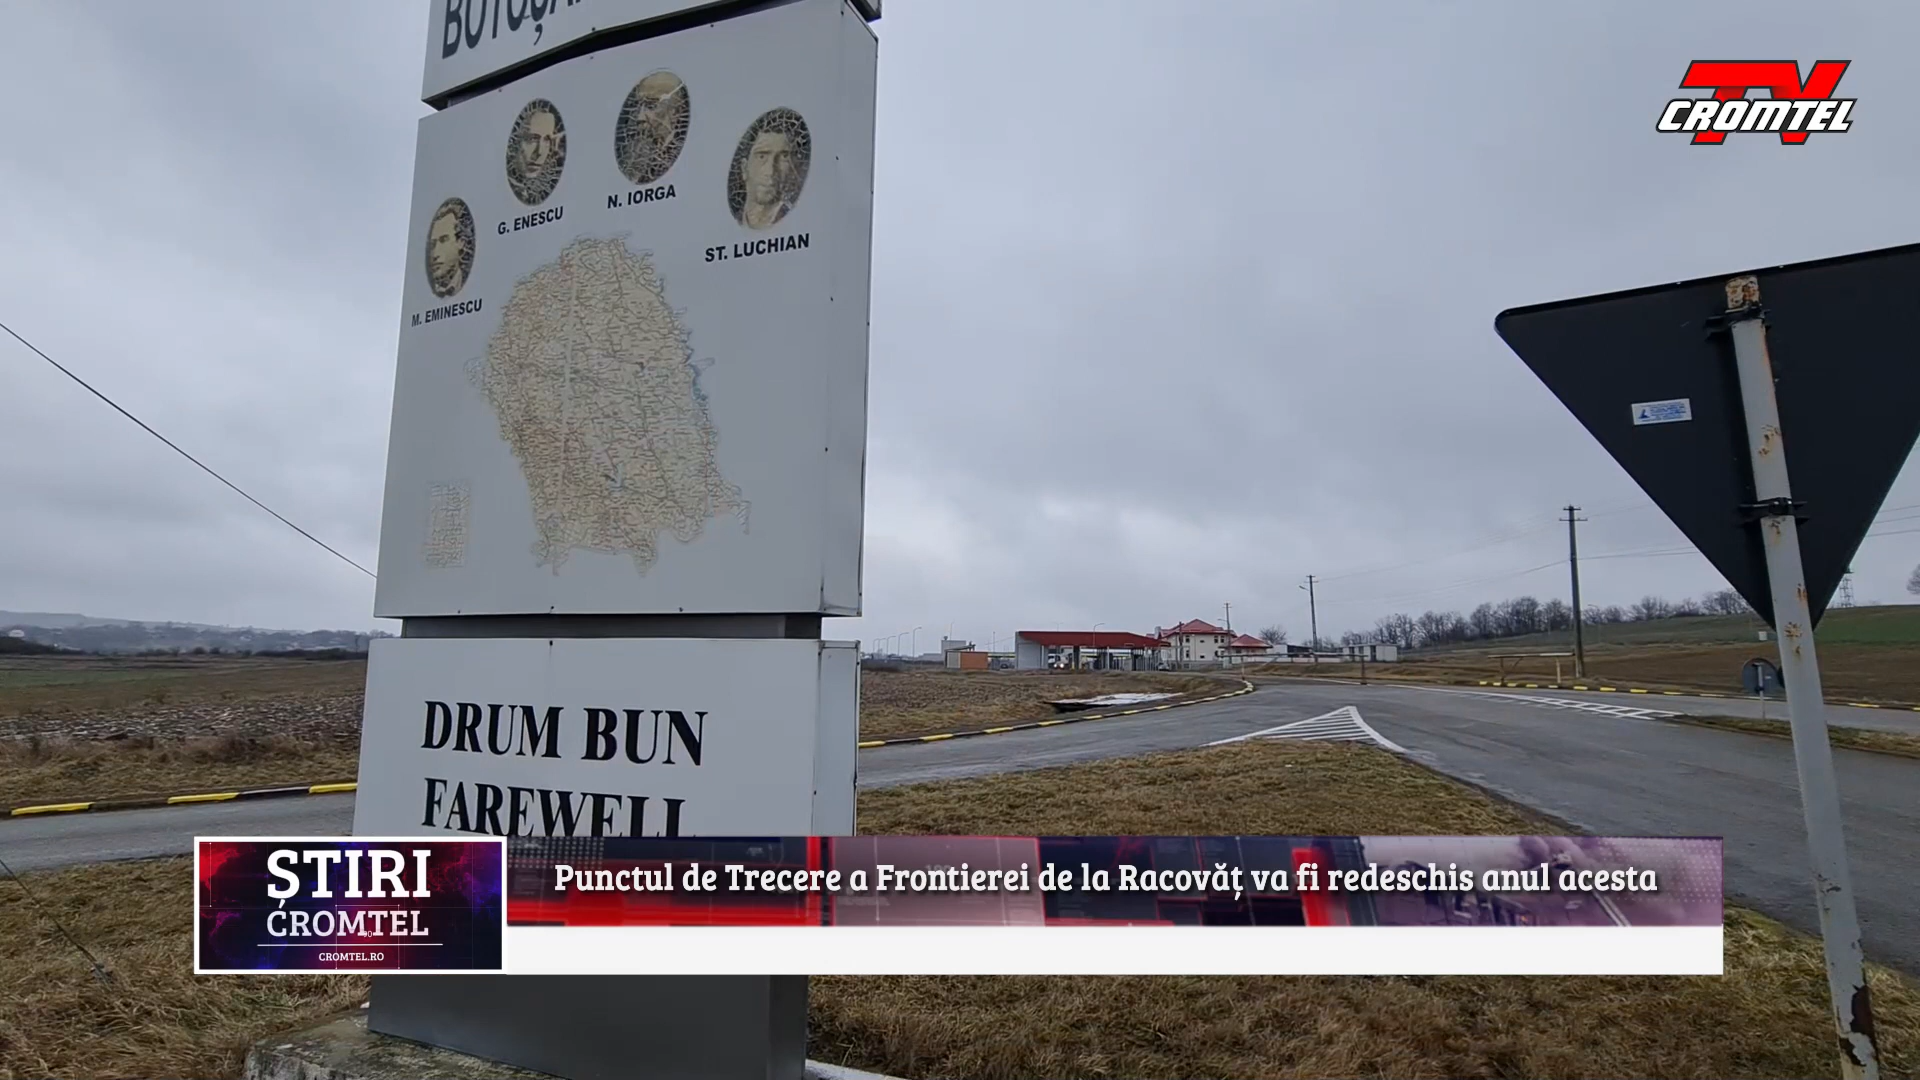 TV
CROMTEL
G. ENESCU
N. IORGA
ST. LUCHIAN
M. EMINESCU
DRUM BUN
FAREWELL
ȘTIRI
CROMTEL
CROMTEL.RO
Punctul de Trecere a Frontierei de la Racovăț va fi redeschis anul acesta